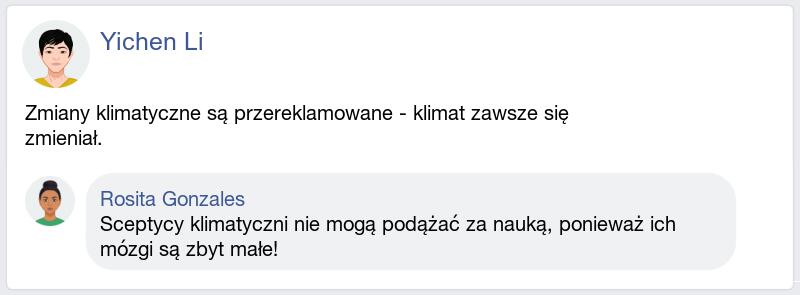 Yichen Li
Zmiany klimatyczne są przereklamowane - klimat zawsze się
zmieniał.
Rosita Gonzales
Sceptycy klimatyczni nie mogą podążać za nauką, ponieważ ich
mózgi są zbyt małe!